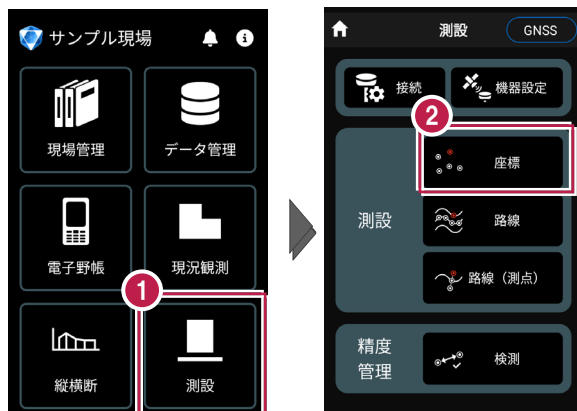 サンプル現場
現場管理
データ管理
電子野帳
現況観測
1
縦横断
測設
測設
GNSS
接続
機器設定
2
測設
座標
路線
路線（測点）
精度
管理
検測